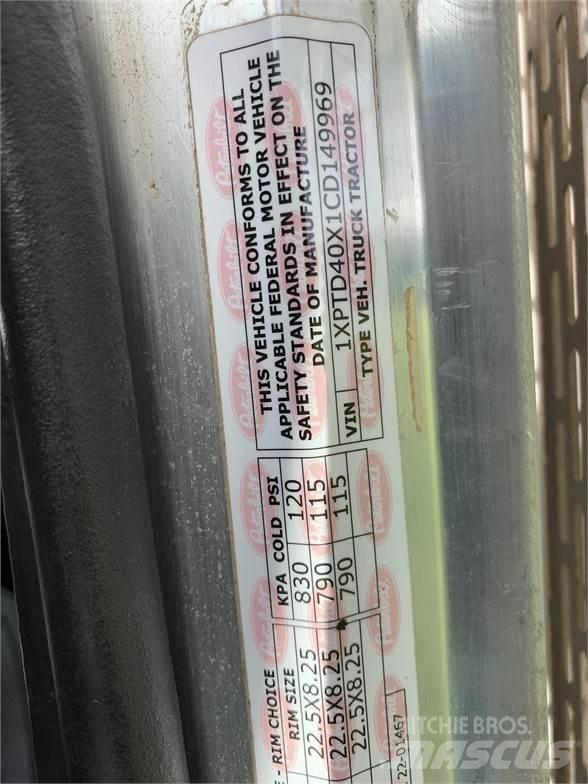 THIS VEHICLE CONFORMS TO ALL
APPLICABLE FEDERAL MOTOR VEHICLE
SAFETY STANDARDS IN EFFECT ON THE
DATE OF MANUFACTURE
VIN 1XPTD40X1CD149969
TYPE VEH. TRUCK TRACTOR
- RIM CHOICE
RIM SIZE KPA COLD PSI
22.5X8.25 830 120
22.5X8.25 790 115
22.5X8.25 790 115
22-01467
Peterbilt
RITCHIE BROS.
MASCUS